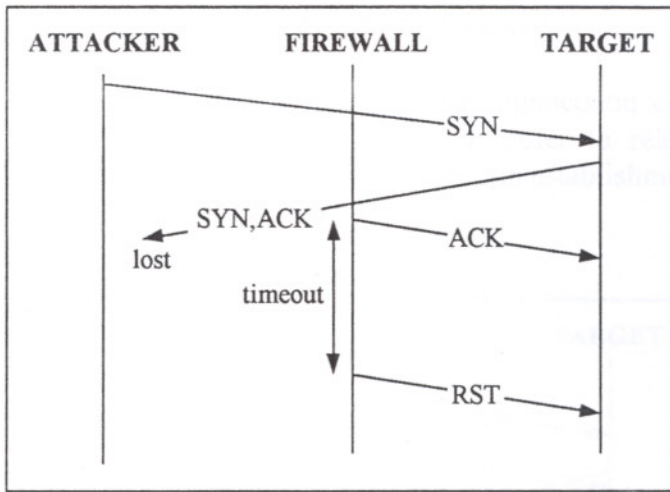 ATTACKER FIREWALL TARGET
SYN
SYN,ACK
ACK
lost
timeout
RST